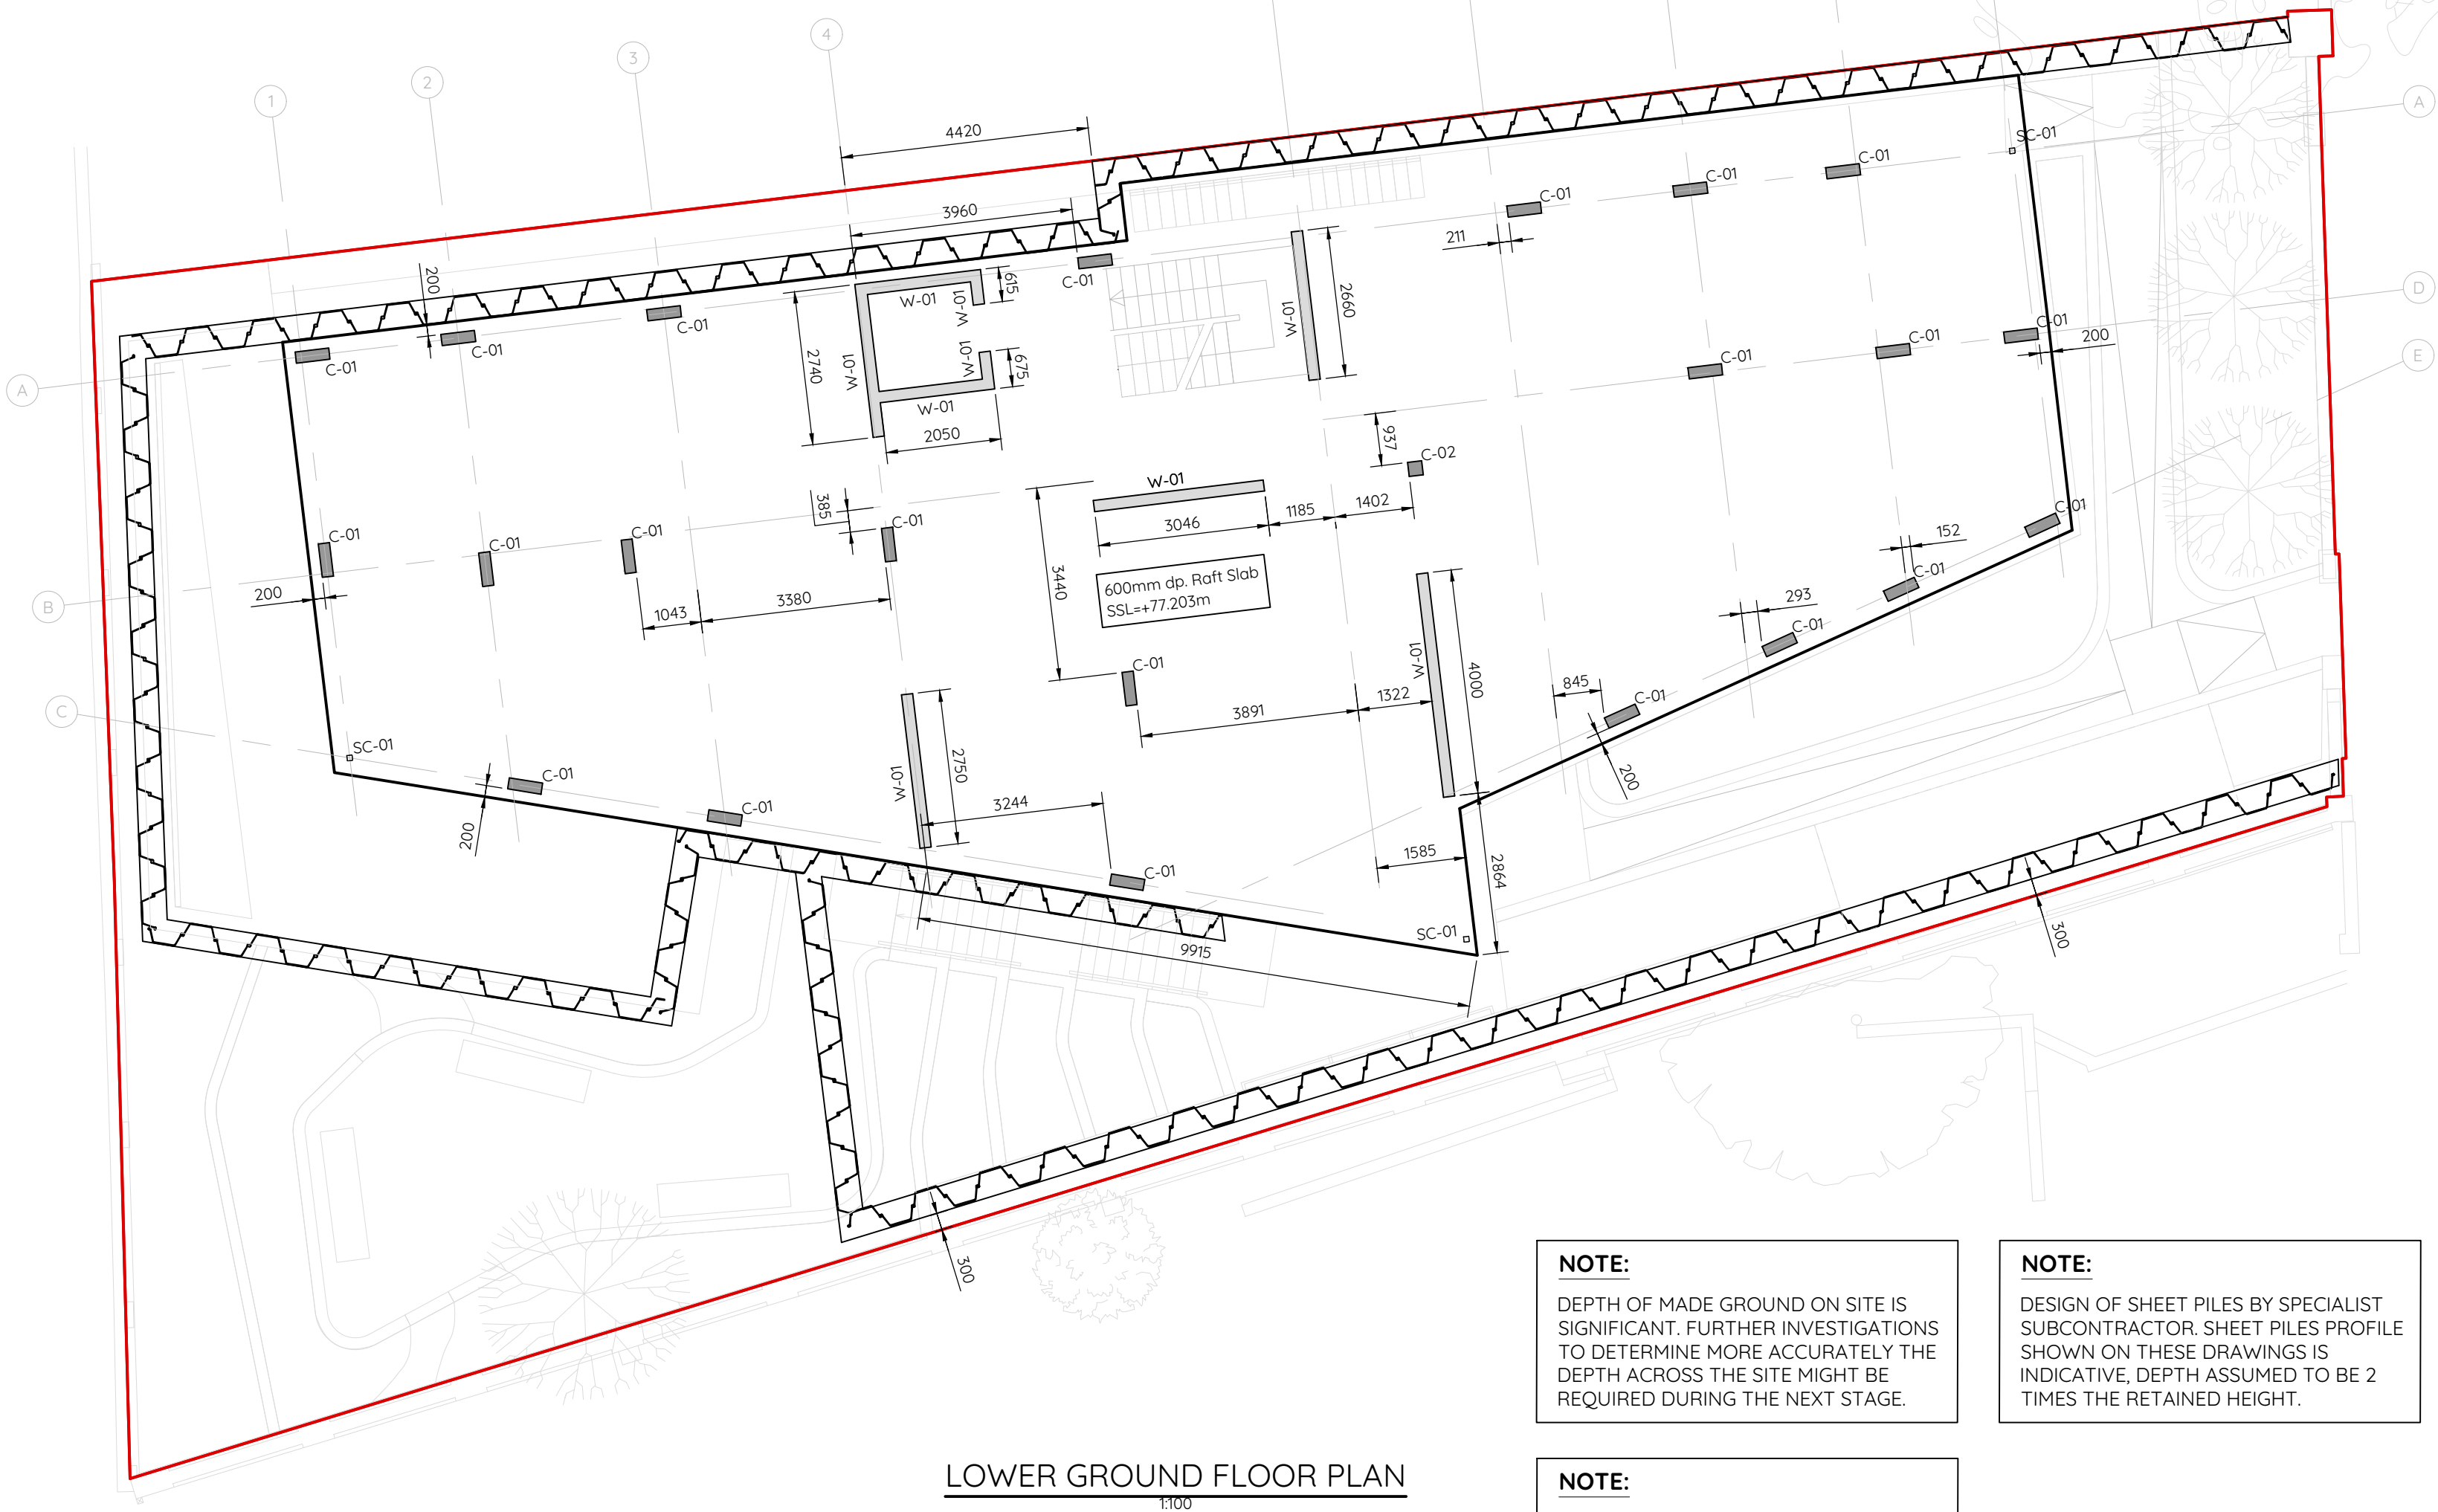 4
3
2
1
4420
A
SC-01
C-01
C-01
C-01
3960
211
C-01
200
615
W-01
W-01
2660
W-01
D
C-01
C-01
C-01
C-01
C-01
C-01
200
E
C-01
2740
W-01
W-01
675
A
W-01
2050
937
C-02
W-01
385
C-01
1185
1402
3046
C-01
C-01
C-01
C-01
152
600mm dp. Raft Slab
SSL=+77.203m
3440
C-01
200
B
1043
3380
293
C-01
C-01
W-01
4000
845
C-01
1322
3891
C
SC-01
2750
W-01
C-01
200
3244
C-01
200
1585
2864
C-01
SC-01
9915
300
300
NOTE:
DEPTH OF MADE GROUND ON SITE IS
SIGNIFICANT. FURTHER INVESTIGATIONS
TO DETERMINE MORE ACCURATELY THE
DEPTH ACROSS THE SITE MIGHT BE
REQUIRED DURING THE NEXT STAGE.
NOTE:
DESIGN OF SHEET PILES BY SPECIALIST
SUBCONTRACTOR. SHEET PILES PROFILE
SHOWN ON THESE DRAWINGS IS
INDICATIVE, DEPTH ASSUMED TO BE 2
TIMES THE RETAINED HEIGHT.
LOWER GROUND FLOOR PLAN
1:100
NOTE: